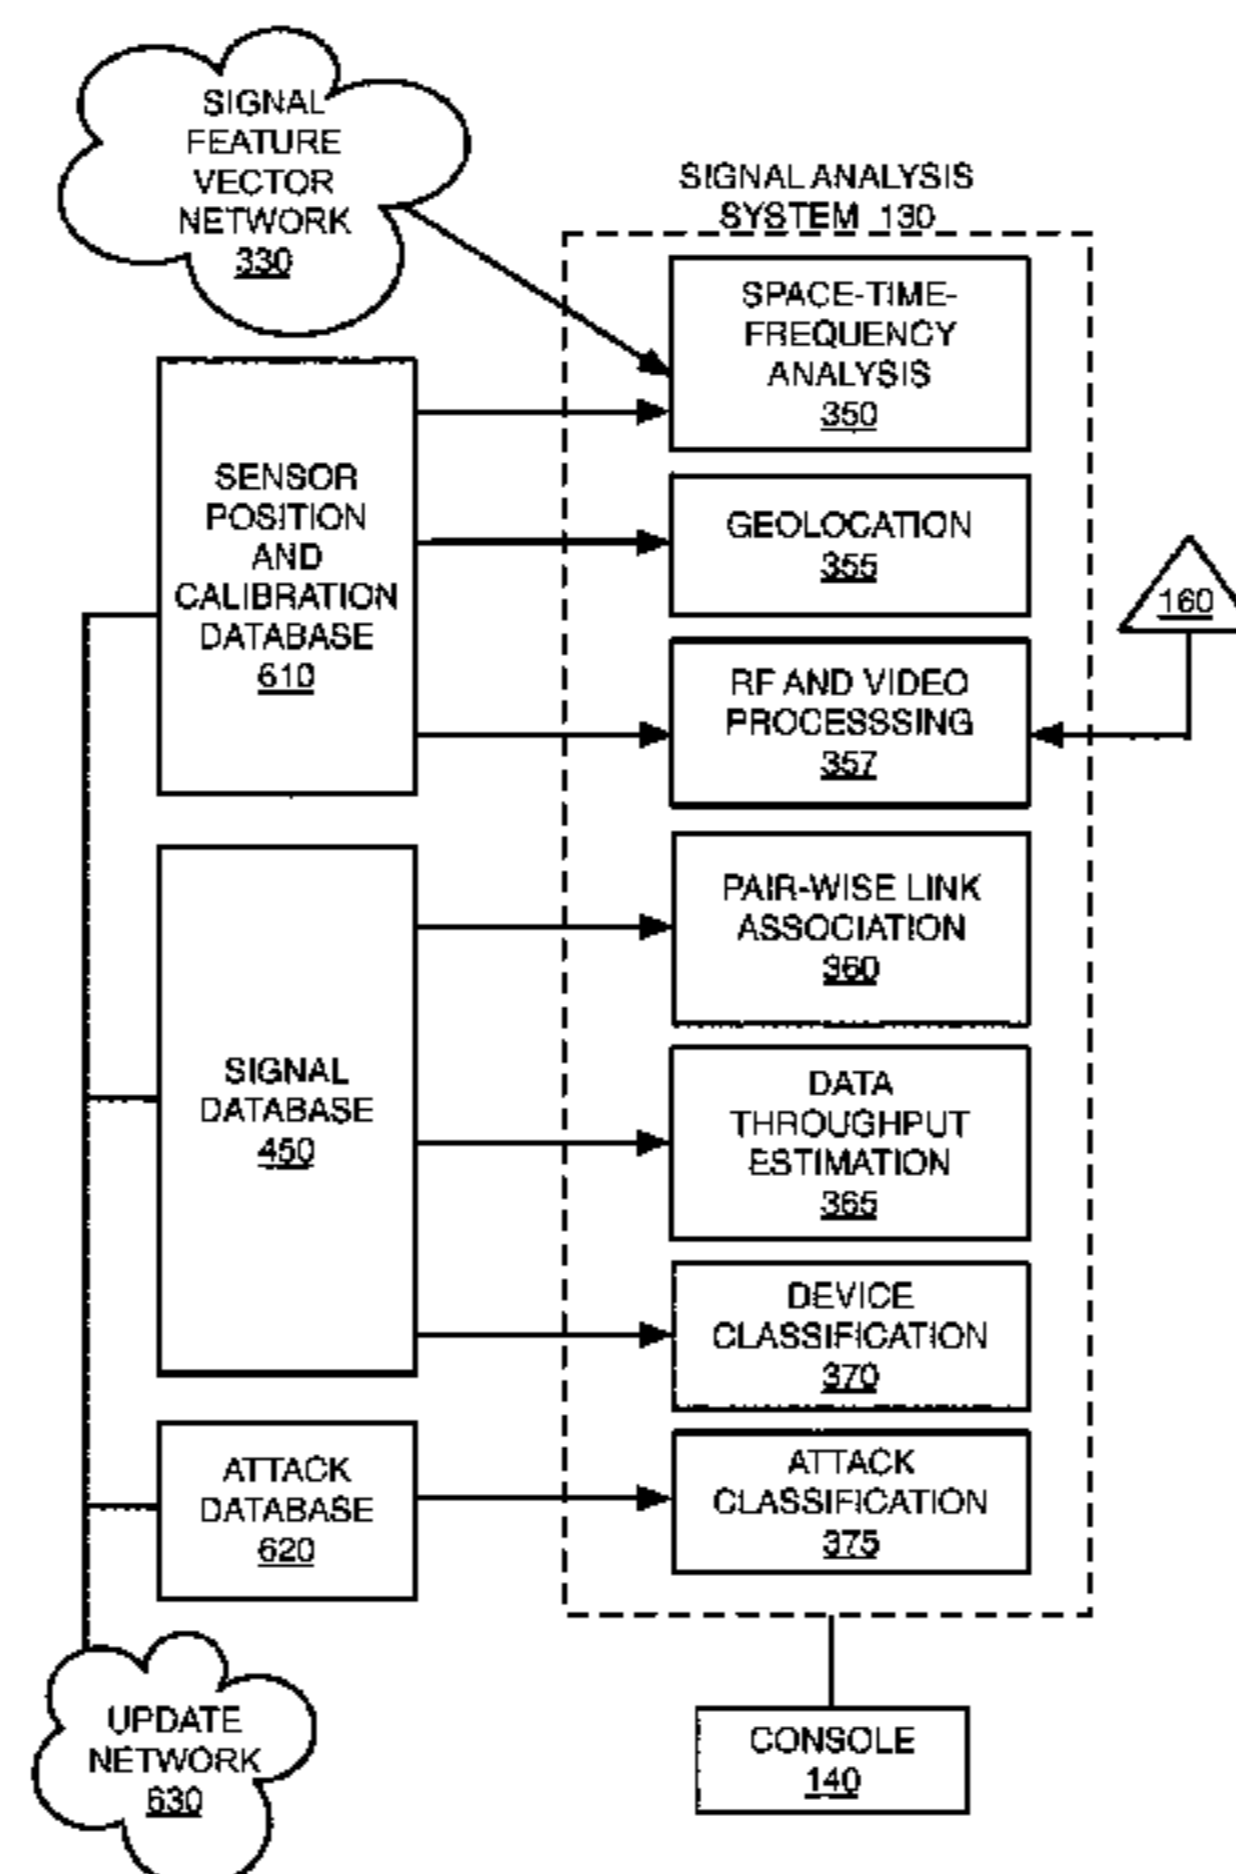 SIGNAL
FEATURE
VECTOR
NETWORK
330
SIGNAL ANALYSIS
SYSTEM 130
SPACE-TIME-
FREQUENCY
ANALYSIS
350
SENSOR
POSITION
AND
CALIBRATION
DATABASE
610
GEOLOCATION
355
160
RF AND VIDEO
PROCESSSING
357
PAIR-WISE LINK
ASSOCIATION
360
SIGNAL
DATABASE
450
DATA
THROUGHPUT
ESTIMATION
365
DEVICE
CLASSIFICATION
370
ATTACK
DATABASE
620
ATTACK
CLASSIFICATION
375
UPDATE
NETWORK
630
CONSOLE
140